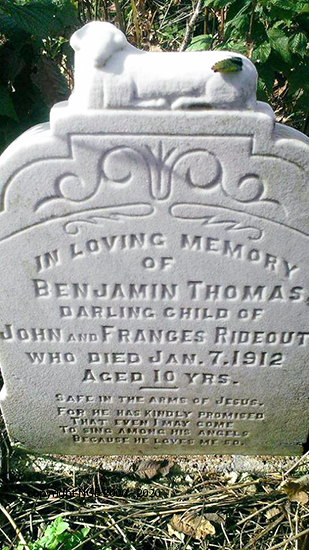 IN LOVING MEMORY
OF
BENJAMIN THOMAS,
DARLING CHILD OF
JOHN AND FRANCES RIDEOUT
WHO DIED JAN. 7. 1912
AGED 10 YRS.
SAFE IN THE ARMS OF JESUS.
FOR HE HAS KINDLY PROMISED
THAT EVEN I MAY COME
TO SING AMONG HIS ANGELS
BECAUSE HE LOVES ME SO.